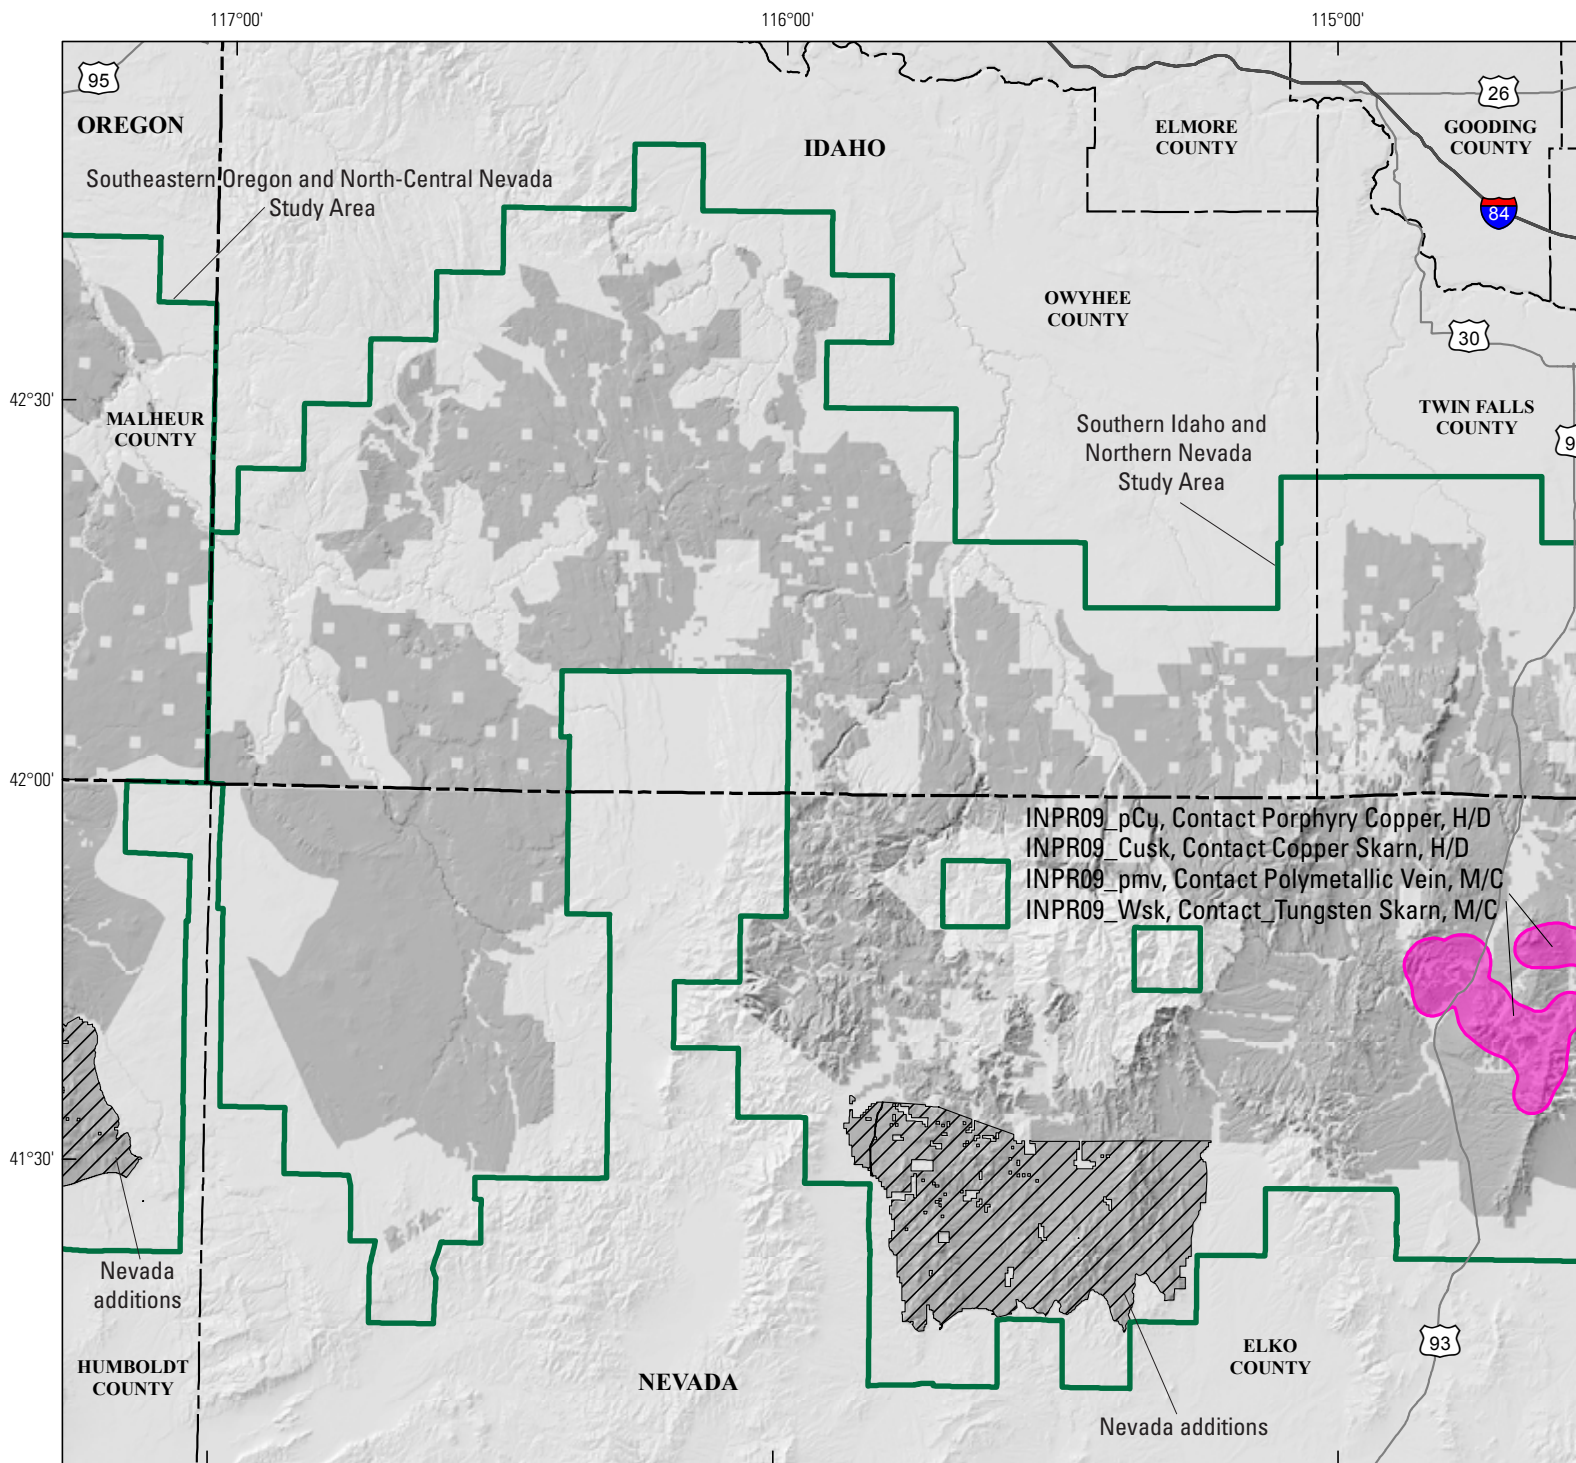 117°00'
116°00'
115°00'
95
26
OREGON
IDAHO
ELMORE
COUNTY
GOODING
COUNTY
Southeastern Oregon and North-Central Nevada
Study Area
84
OWYHEE
COUNTY
30
42°30'
MALHEUR
COUNTY
TWIN FALLS
COUNTY
Southern Idaho and
Northern Nevada
Study Area
9
42°00'
INPR09_pCu, Contact Porphyry Copper, H/D
INPR09_Cusk, Contact Copper Skarn, H/D
INPR09_pmv, Contact Polymetallic Vein, M/C
INPR09_Wsk, Contact_Tungsten Skarn, M/C
41°30'
Nevada
additions
HUMBOLDT
COUNTY
NEVADA
ELKO
COUNTY
93
Nevada additions